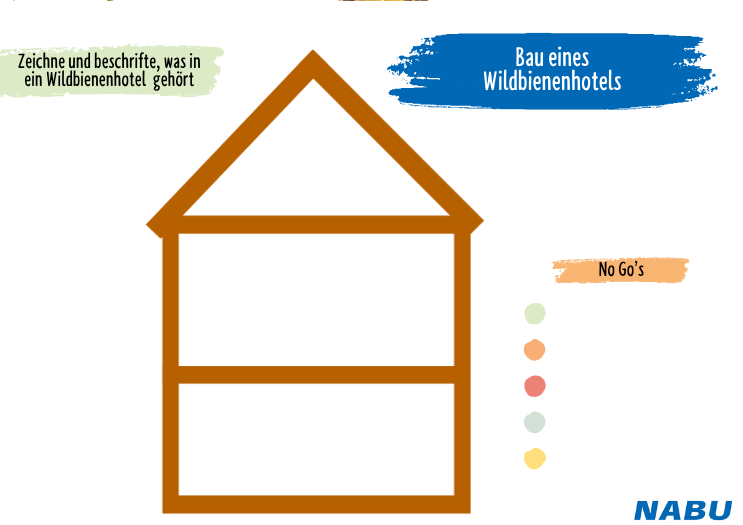 Zeichne und beschrifte, was in
ein Wildbienenhotel gehört
Bau eines
Wildbienenhotels
No Go's
NABU